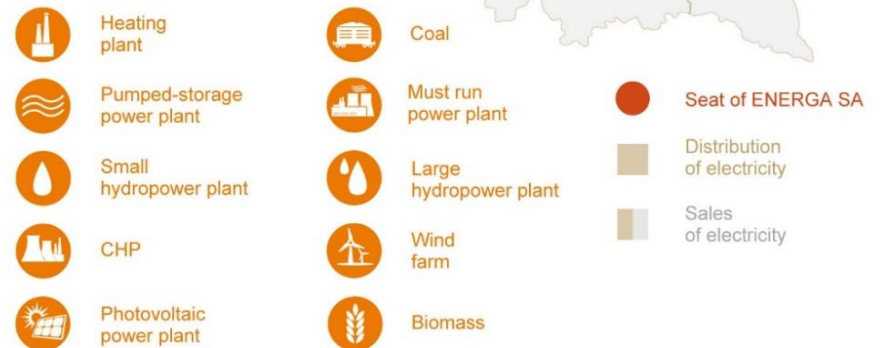 Heating
plant
Pumped-storage
power plant
Small
hydropower plant
CHP
Photovoltaic
power plant
Coal
Must run
power plant
Large
hydropower plant
Wind
farm
Biomass
Seat of ENERGA SA
Distribution
of electricity
Sales
of electricity